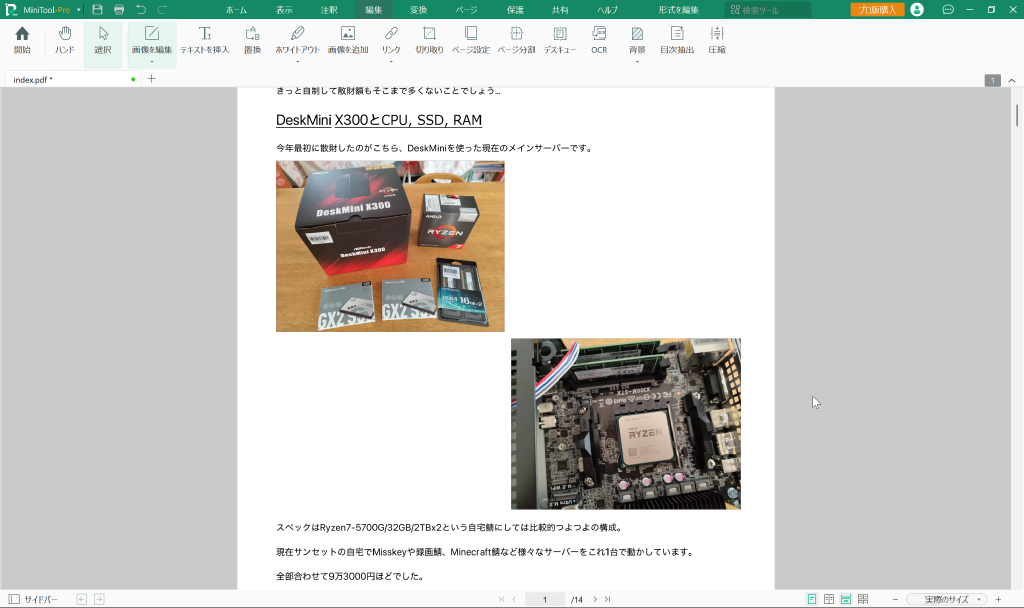 MiniTool-Pro
ホーム 表示 注釈 編集 変換 ページ 保護 共有 ヘルプ 形式を編集 検索ツール プロ版購入
開始 ハンド 選択 画像を編集 テキストを挿入 置換 ホワイトアウト 画像を追加 リンク 切り取り ページ設定 ページ分割 デスキュー OCR 背景 目次抽出 圧縮
index.pdf *
1
きっと自制して散財額もそこまで多くないことでしょう...
DeskMini X300とCPU, SSD, RAM
今年最初に散財したのがこちら、DeskMiniを使った現在のメインサーバーです。
RYZEN
DeskMini X300
AMD
RYZEN
7
DeskMini X300
16GB×2
GX2
GX2
X300M-STX
RYZEN
Ultra M.2
スペックはRyzen7-5700G/32GB/2TBx2という自宅鯖にしては比較的つよつよの構成。
現在サンセットの自宅でMisskeyや録画鯖、Minecraft鯖など様々なサーバーをこれ1台で動かしています。
全部合わせて9万3000円ほどでした。
サイドバー 1 /14 実際のサイズ